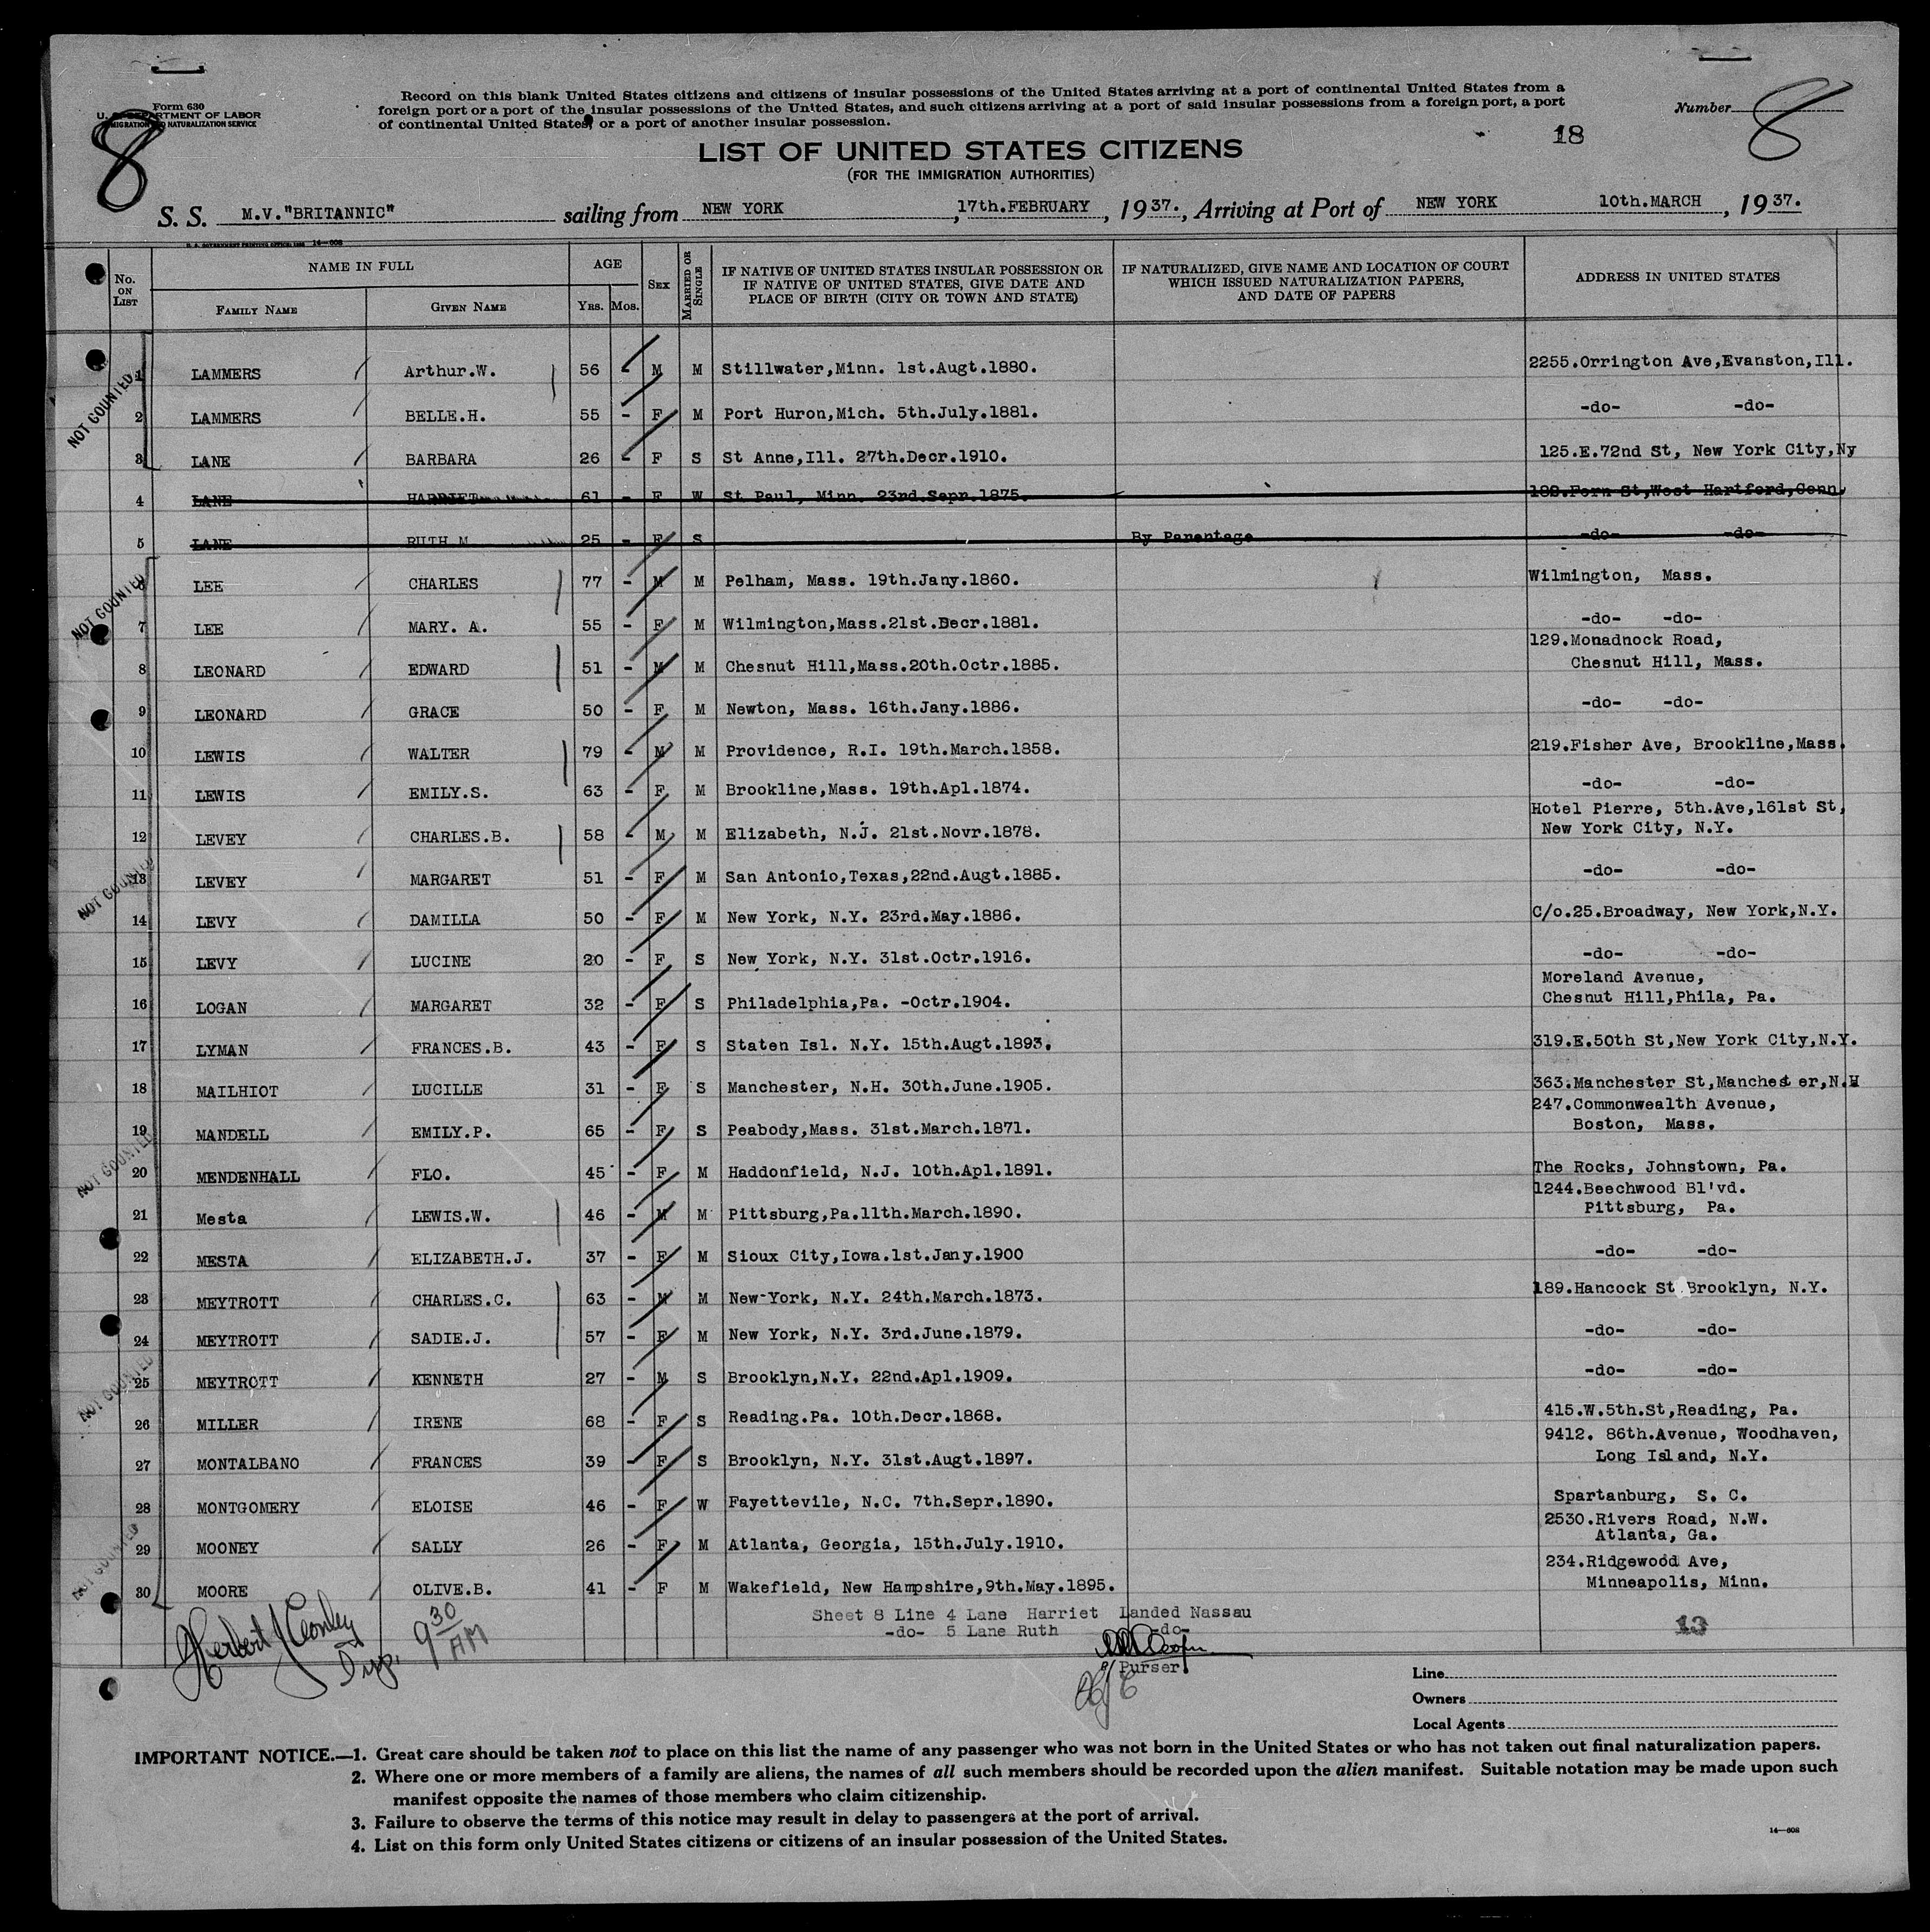 8
Form 630
U. S. DEPARTMENT OF LABOR
IMMIGRATION AND NATURALIZATION SERVICE
Record on this blank United States citizens and citizens of insular possessions of the United States arriving at a port of continental United States from a
foreign port or a port of the insular possessions of the United States, and such citizens arriving at a port of said insular possessions from a foreign port, a port
of continental United States, or a port of another insular possession.
Number 8
18
LIST OF UNITED STATES CITIZENS
(FOR THE IMMIGRATION AUTHORITIES)
S. S. M.V."BRITANNIC" sailing from NEW YORK, 17th.FEBRUARY, 1937., Arriving at Port of NEW YORK 10th.MARCH, 1937.
14—608
No. ON LIST NAME IN FULL FAMILY NAME GIVEN NAME AGE YRS. MOS. SEX MARRIED OR SINGLE IF NATIVE OF UNITED STATES INSULAR POSSESSION OR IF NATIVE OF UNITED STATES, GIVE DATE AND PLACE OF BIRTH (CITY OR TOWN AND STATE) IF NATURALIZED, GIVE NAME AND LOCATION OF COURT WHICH ISSUED NATURALIZATION PAPERS, AND DATE OF PAPERS ADDRESS IN UNITED STATES
NOT COUNTED
1 LAMMERS Arthur.W. 56 - M M Stillwater,Minn. 1st.Augt.1880. 2255.Orrington Ave,Evanston,Ill.
2 LAMMERS BELLE.H. 55 - F M Port Huron,Mich. 5th.July.1881. -do- -do-
3 LANE BARBARA 26 - F S St Anne,Ill. 27th.Decr.1910. 125.E.72nd St, New York City,Ny
4 LANE HARRIET 61 - F W St Paul, Minn. 23rd.Sepr.1875. Fern St,West Hartford,Conn.
5 LANE RUTH M 25 - F S By Parentage -do- -do-
NOT COUNTED
6 LEE CHARLES 77 - M M Pelham, Mass. 19th.Jany.1860. Wilmington, Mass.
7 LEE MARY. A. 55 - F M Wilmington,Mass.21st.Decr.1881. -do- -do-
8 LEONARD EDWARD 51 - M M Chesnut Hill,Mass.20th.Octr.1885. 129.Monadnock Road,
Chesnut Hill, Mass.
9 LEONARD GRACE 50 - F M Newton, Mass. 16th.Jany.1886. -do- -do-
10 LEWIS WALTER 79 - M M Providence, R.I. 19th.March.1858. 219.Fisher Ave, Brookline,Mass.
11 LEWIS EMILY.S. 63 - F M Brookline,Mass. 19th.Apl.1874. -do- -do-
12 LEVEY CHARLES.B. 58 - M M Elizabeth, N.J. 21st.Novr.1878. Hotel Pierre, 5th.Ave,161st St,
New York City, N.Y.
NOT COUNTED
13 LEVEY MARGARET 51 - F M San Antonio,Texas,22nd.Augt.1885. -do- -do-
14 LEVY DAMILLA 50 - F M New York, N.Y. 23rd.May.1886. C/o.25.Broadway, New York,N.Y.
15 LEVY LUCINE 20 - F S New York, N.Y. 31st.Octr.1916. -do- -do-
16 LOGAN MARGARET 32 - F S Philadelphia,Pa. -Octr.1904. Moreland Avenue,
Chesnut Hill,Phila, Pa.
17 LYMAN FRANCES.B. 43 - F S Staten Isl. N.Y. 15th.Augt.1893. 319.E.50th St,New York City,N.Y.
18 MAILHIOT LUCILLE 31 - F S Manchester, N.H. 30th.June.1905. 363.Manchester St,Manchester,N.H
19 MANDELL EMILY.P. 65 - F S Peabody,Mass. 31st.March.1871. 247.Commonwealth Avenue,
Boston, Mass.
NOT COUNTED
20 MENDENHALL FLO. 45 - F M Haddonfield, N.J. 10th.Apl.1891. The Rocks, Johnstown, Pa.
21 Mesta LEWIS.W. 46 - M M Pittsburg,Pa.11th.March.1890. 1244.Beechwood Bl'vd.
Pittsburg, Pa.
22 MESTA ELIZABETH.J. 37 - F M Sioux City,Iowa.1st.Jany.1900 -do- -do-
23 MEYTROTT CHARLES.C. 63 - M M New-York, N.Y. 24th.March.1873. 189.Hancock St.Brooklyn, N.Y.
24 MEYTROTT SADIE.J. 57 - F M New York, N.Y. 3rd.June.1879. -do- -do-
NOT COUNTED
25 MEYTROTT KENNETH 27 - M S Brooklyn,N.Y. 22nd.Apl.1909. -do- -do-
26 MILLER IRENE 68 - F S Reading.Pa. 10th.Decr.1868. 415.W.5th.St,Reading, Pa.
27 MONTALBANO FRANCES 39 - F S Brooklyn, N.Y. 31st.Augt.1897. 9412. 86th.Avenue, Woodhaven,
Long Island, N.Y.
28 MONTGOMERY ELOISE 46 - F W Fayettevile, N.C. 7th.Sepr.1890. Spartanburg, S. C.
NOT COUNTED
29 MOONEY SALLY 26 - F M Atlanta, Georgia, 15th.July.1910. 2530.Rivers Road, N.W.
Atlanta, Ga.
30 MOORE OLIVE.B. 41 - F M Wakefield, New Hampshire,9th.May.1895. 234.Ridgewood Ave,
Minneapolis, Minn.
Sheet 8 Line 4 Lane Harriet Landed Nassau
-do- 5 Lane Ruth -do-
13
Herbert J
Insp.
9 30 AM
Purser
Line
Owners
Local Agents
IMPORTANT NOTICE.—1. Great care should be taken not to place on this list the name of any passenger who was not born in the United States or who has not taken out final naturalization papers.
2. Where one or more members of a family are aliens, the names of all such members should be recorded upon the alien manifest. Suitable notation may be made upon such
manifest opposite the names of those members who claim citizenship.
3. Failure to observe the terms of this notice may result in delay to passengers at the port of arrival.
4. List on this form only United States citizens or citizens of an insular possession of the United States.
14—608